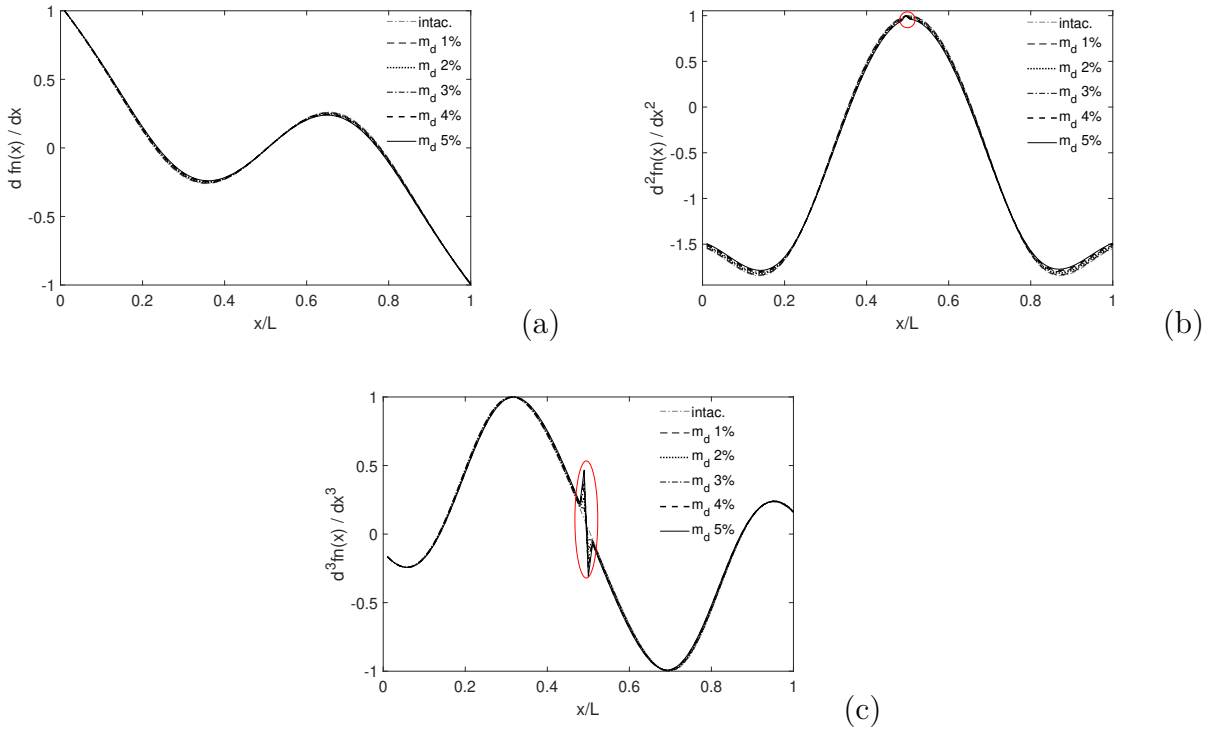 1
0.5
0
-0.5
-1
0
0.2
0.4
0.6
0.8
1
x/L
d fn(x) / dx
intac.
m_d 1%
m_d 2%
m_d 3%
m_d 4%
m_d 5%
(a)
1
0
-0.5
-1
-1.5
0
0.2
0.4
0.6
0.8
1
x/L
d²fn(x) / dx²
intac.
m_d 1%
m_d 2%
m_d 3%
m_d 4%
m_d 5%
(b)
1
0.5
0
-0.5
-1
0
0.2
0.4
0.6
0.8
1
x/L
d³fn(x) / dx³
intac.
m_d 1%
m_d 2%
m_d 3%
m_d 4%
m_d 5%
(c)